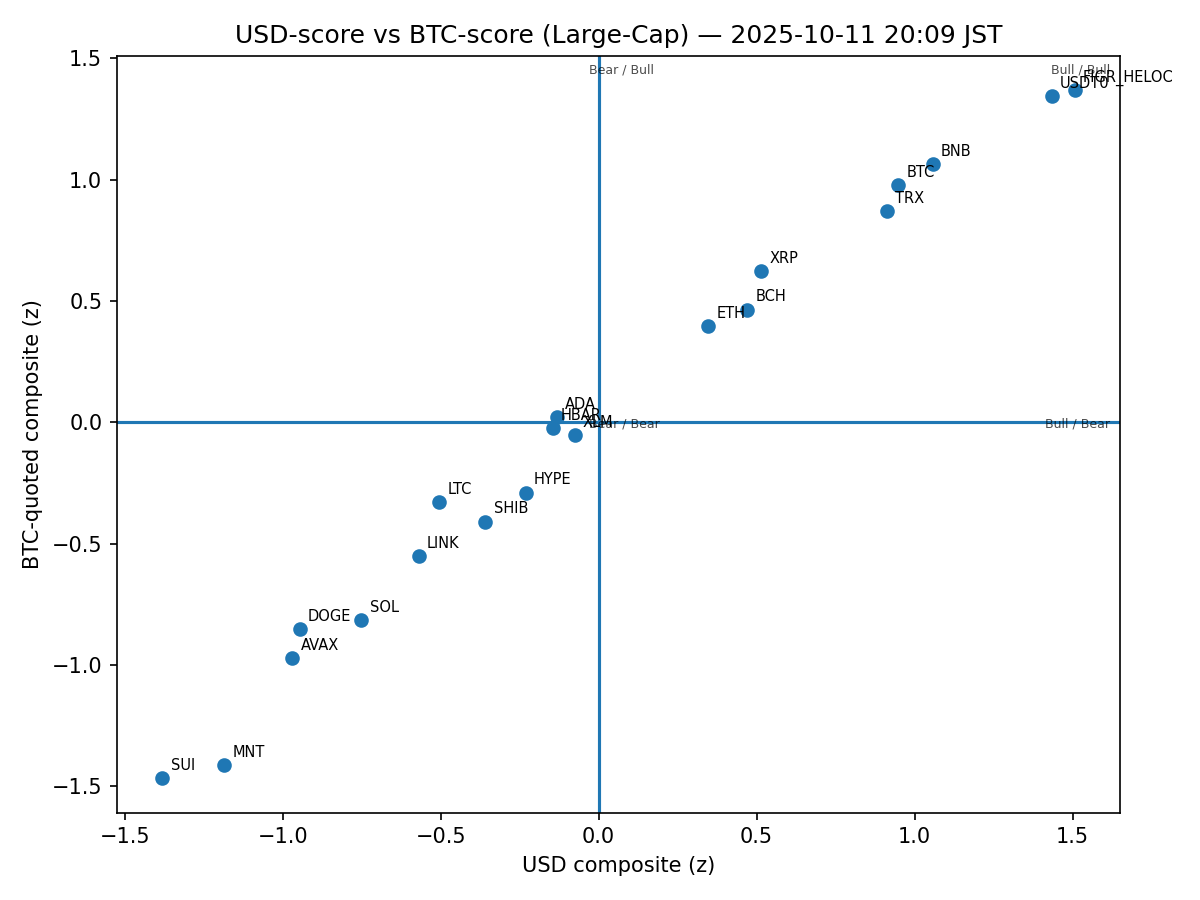 USD-score vs BTC-score (Large-Cap) — 2025-10-11 20:09 JST
Bear / Bull
Bull / Bull
FIGR_HELOC
USDT0
BNB
BTC
TRX
XRP
BCH
ETH
ADA
HBAR
XLM
Bear / Bear
Bull / Bear
HYPE
LTC
SHIB
LINK
DOGE
SOL
AVAX
MNT
SUI
BTC-quoted composite (z)
1.5
1.0
0.5
0.0
−0.5
−1.0
−1.5
−1.5
−1.0
−0.5
0.0
0.5
1.0
1.5
USD composite (z)